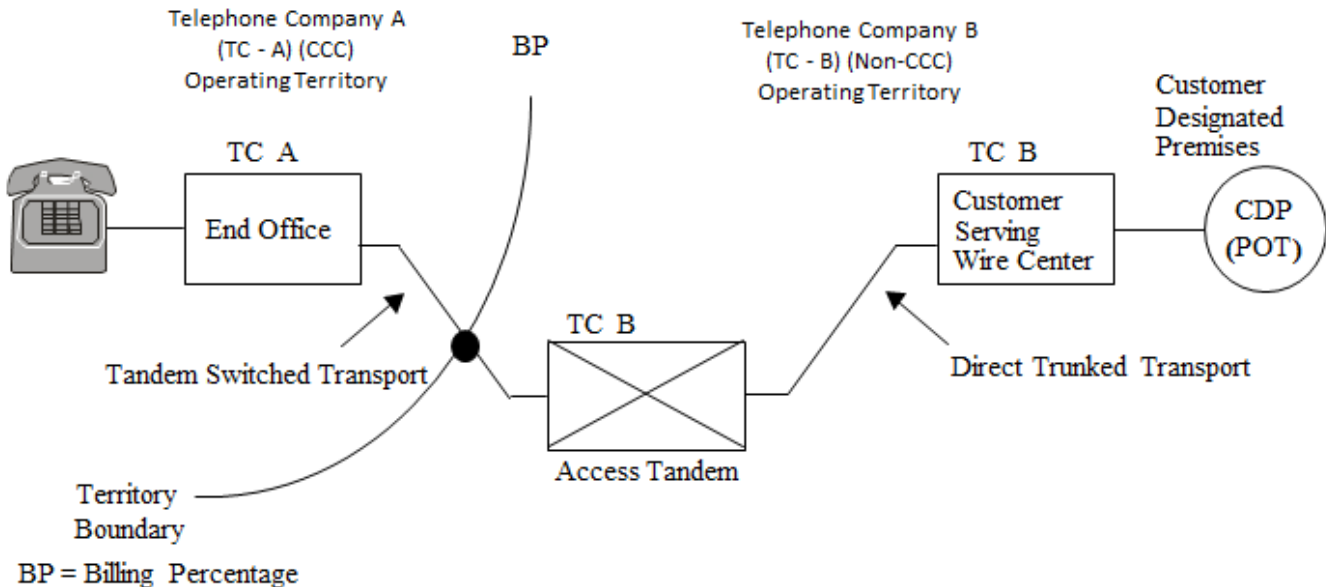 Telephone Company A
(TC - A) (CCC)
Operating Territory
BP
Telephone Company B
(TC - B) (Non-CCC)
Operating Territory
Customer
Designated
Premises
TC A
End Office
TC B
Customer
Serving
Wire Center
CDP
(POT)
TC B
Tandem Switched Transport
Direct Trunked Transport
Access Tandem
Territory
Boundary
BP = Billing Percentage